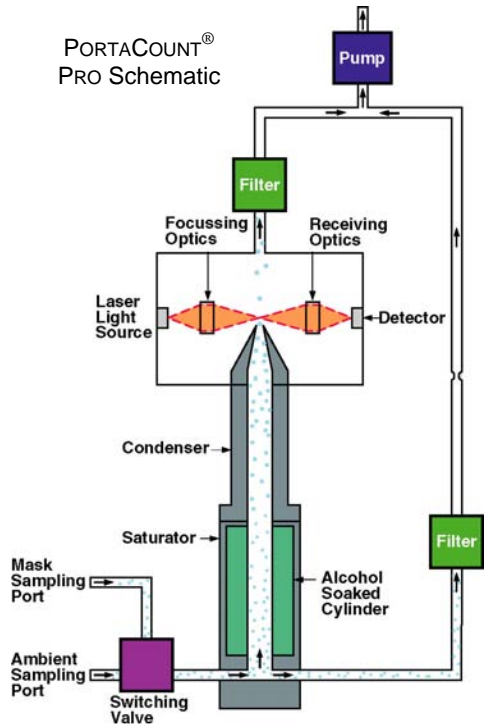 PORTACOUNT®
PRO Schematic
Pump
Filter
Focussing
Optics
Receiving
Optics
Laser
Light
Source
Detector
Condenser
Saturator
Filter
Mask
Sampling
Port
Alcohol
Soaked
Cylinder
Ambient
Sampling
Port
Switching
Valve